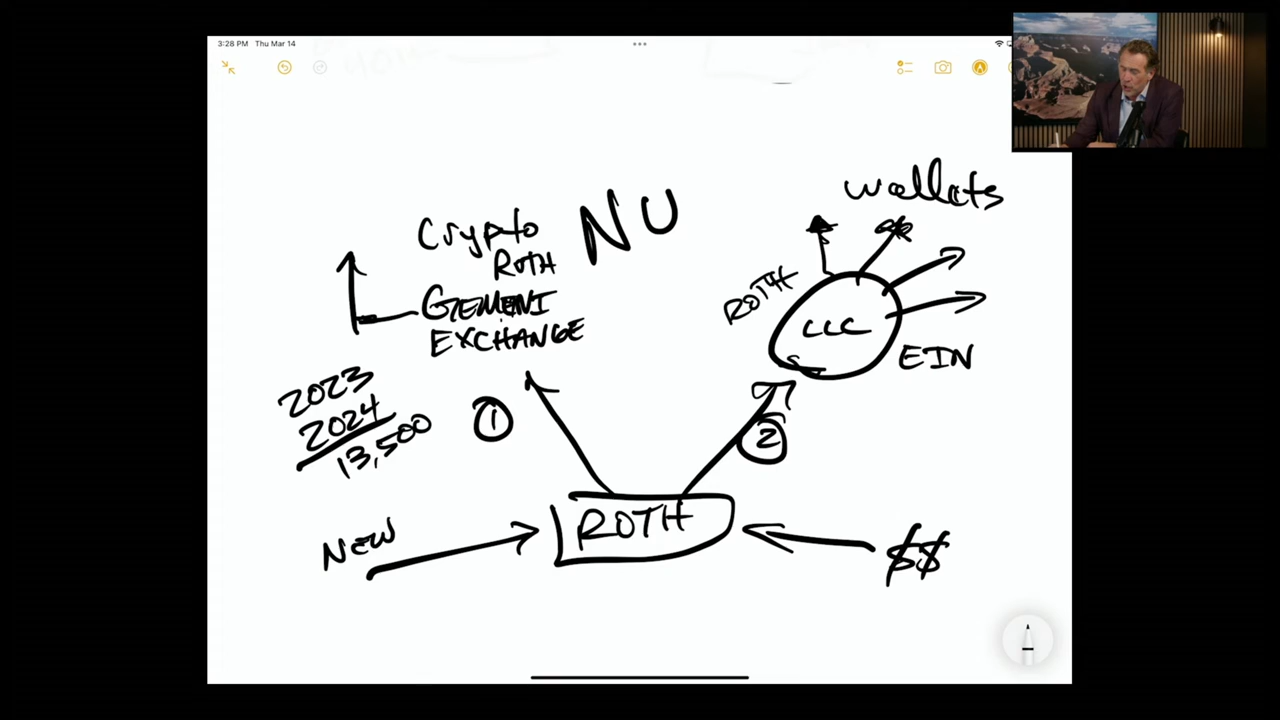 3:28 PM Thu Mar 14
wallets
NU
Crypto
ROTH
GEMENI
EXCHANGE
ROTH
LLC
EIN
2023
2024
13,500
1
2
NEW
ROTH
$$